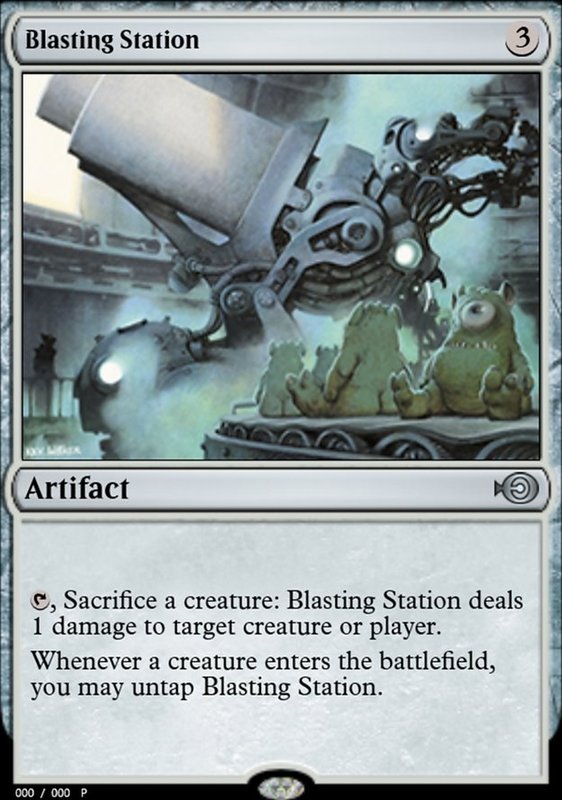 Blasting Station 3
Artifact
, Sacrifice a creature: Blasting Station deals
1 damage to target creature or player.
Whenever a creature enters the battlefield,
you may untap Blasting Station.
000 / 000 P